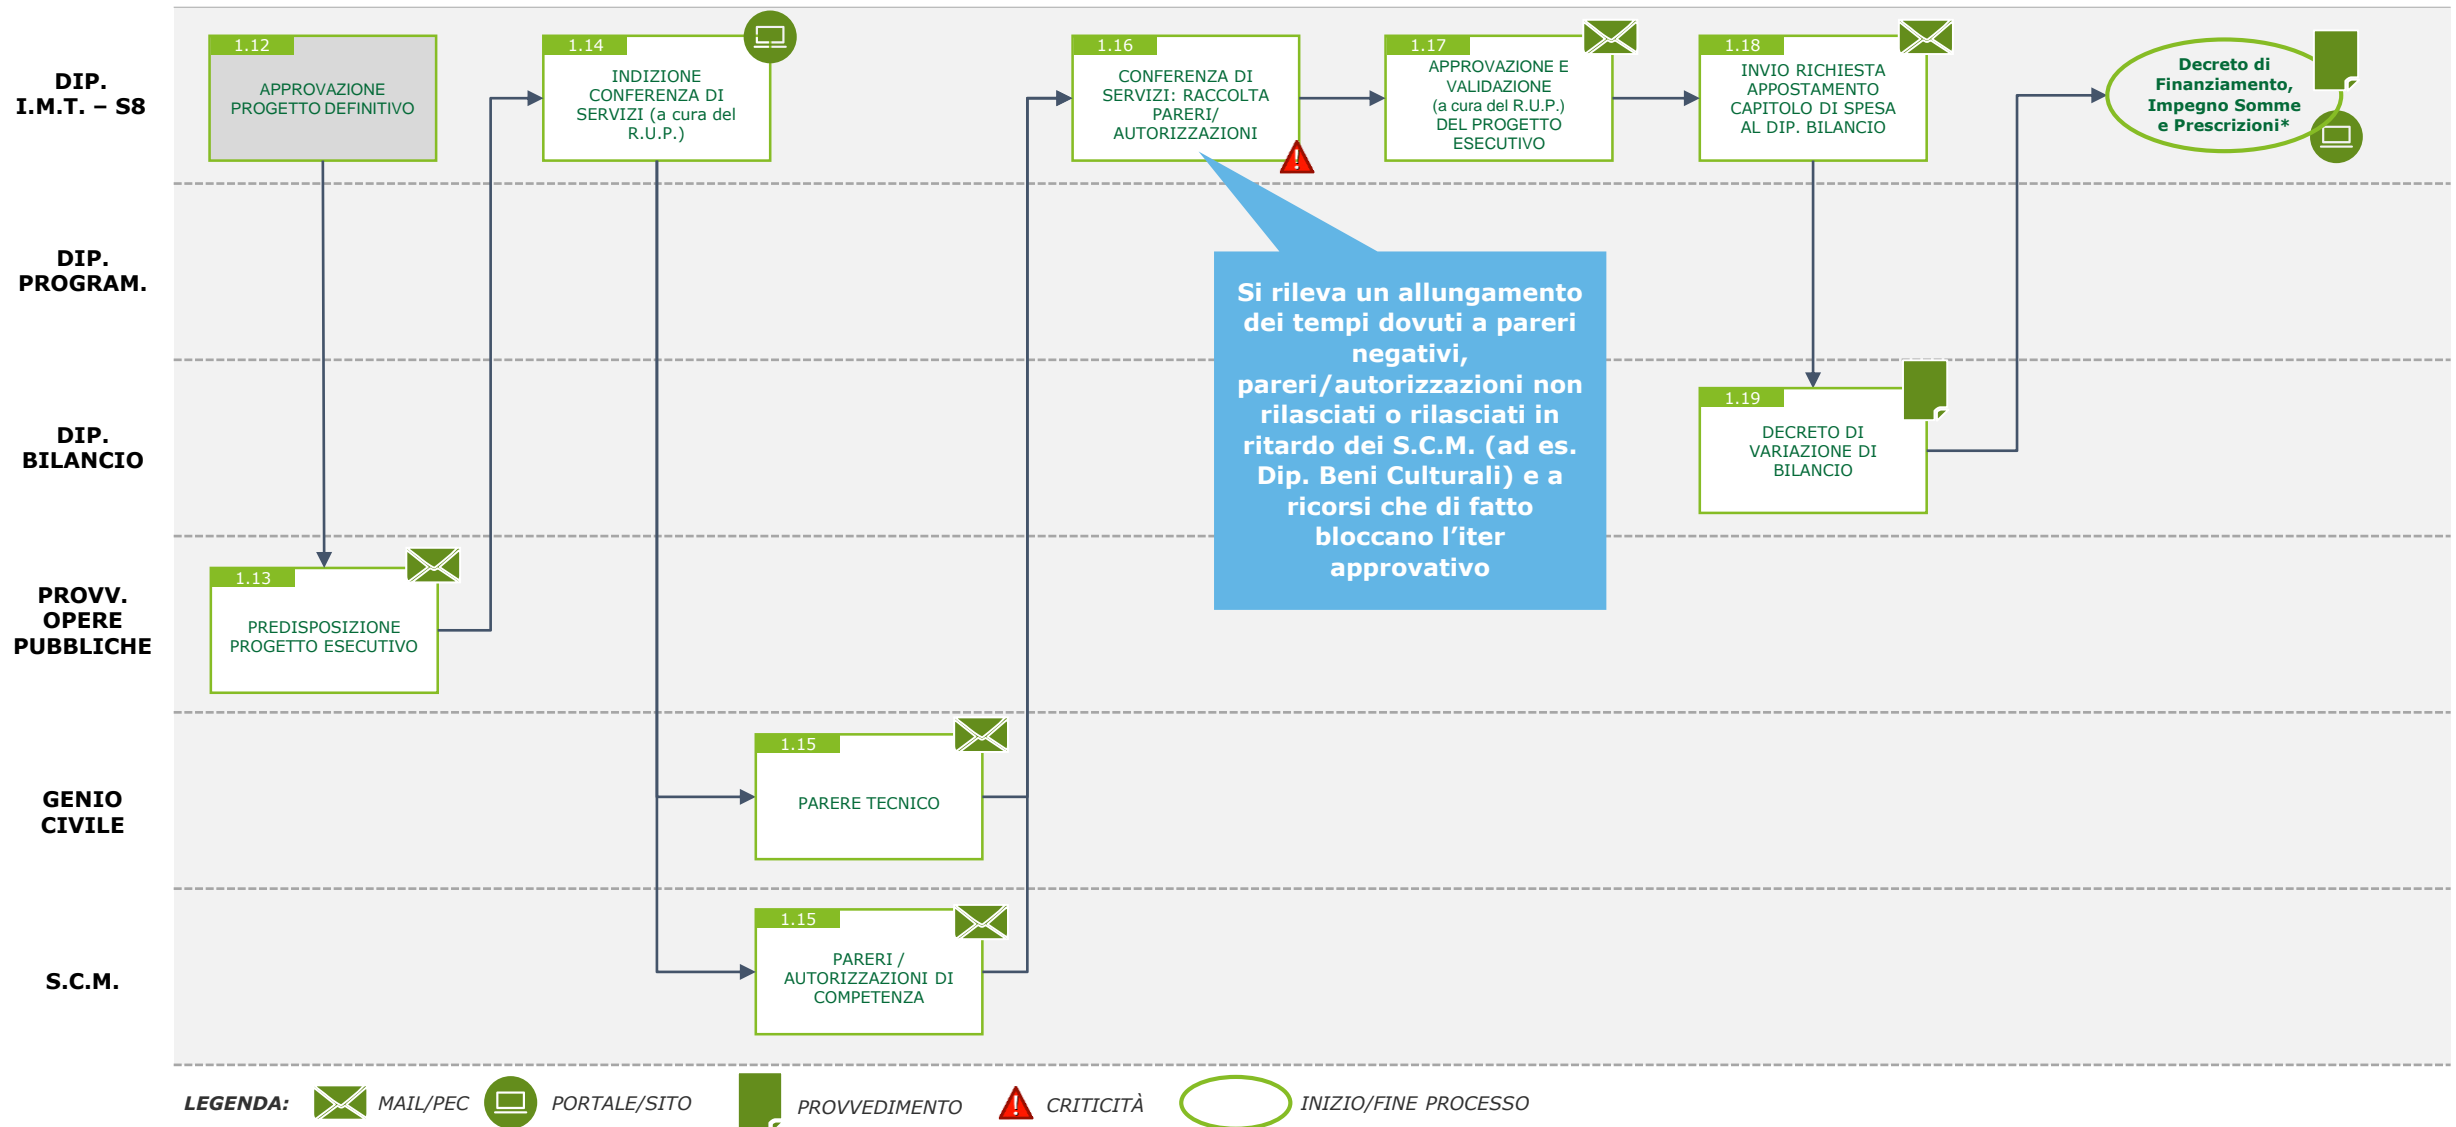 DIP.
I.M.T. – S8
1.12
APPROVAZIONE
PROGETTO DEFINITIVO
1.14
INDIZIONE
CONFERENZA DI
SERVIZI (a cura del
R.U.P.)
1.16
CONFERENZA DI
SERVIZI: RACCOLTA
PARERI/
AUTORIZZAZIONI
1.17
APPROVAZIONE E
VALIDAZIONE
(a cura del R.U.P.)
DEL PROGETTO
ESECUTIVO
1.18
INVIO RICHIESTA
APPOSTAMENTO
CAPITOLO DI SPESA
AL DIP. BILANCIO
Decreto di
Finanziamento,
Impegno Somme
e Prescrizioni*
DIP.
PROGRAM.
Si rileva un allungamento
dei tempi dovuti a pareri
negativi,
pareri/autorizzazioni non
rilasciati o rilasciati in
ritardo dei S.C.M. (ad es.
Dip. Beni Culturali) e a
ricorsi che di fatto
bloccano l’iter
approvativo
DIP.
BILANCIO
1.19
DECRETO DI
VARIAZIONE DI
BILANCIO
PROVV.
OPERE
PUBBLICHE
1.13
PREDISPOSIZIONE
PROGETTO ESECUTIVO
GENIO
CIVILE
1.15
PARERE TECNICO
S.C.M.
1.15
PARERI /
AUTORIZZAZIONI DI
COMPETENZA
LEGENDA:
MAIL/PEC
PORTALE/SITO
PROVVEDIMENTO
CRITICITÀ
INIZIO/FINE PROCESSO